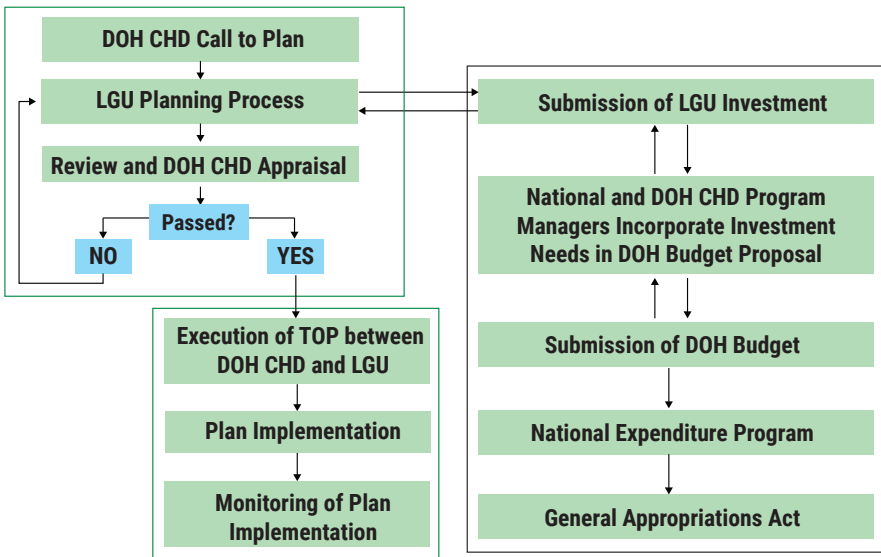 DOH CHD Call to Plan
LGU Planning Process
Review and DOH CHD Appraisal
Passed?
NO
YES
Execution of TOP between
DOH CHD and LGU
Plan Implementation
Monitoring of Plan
Implementation
Submission of LGU Investment
National and DOH CHD Program
Managers Incorporate Investment
Needs in DOH Budget Proposal
Submission of DOH Budget
National Expenditure Program
General Appropriations Act